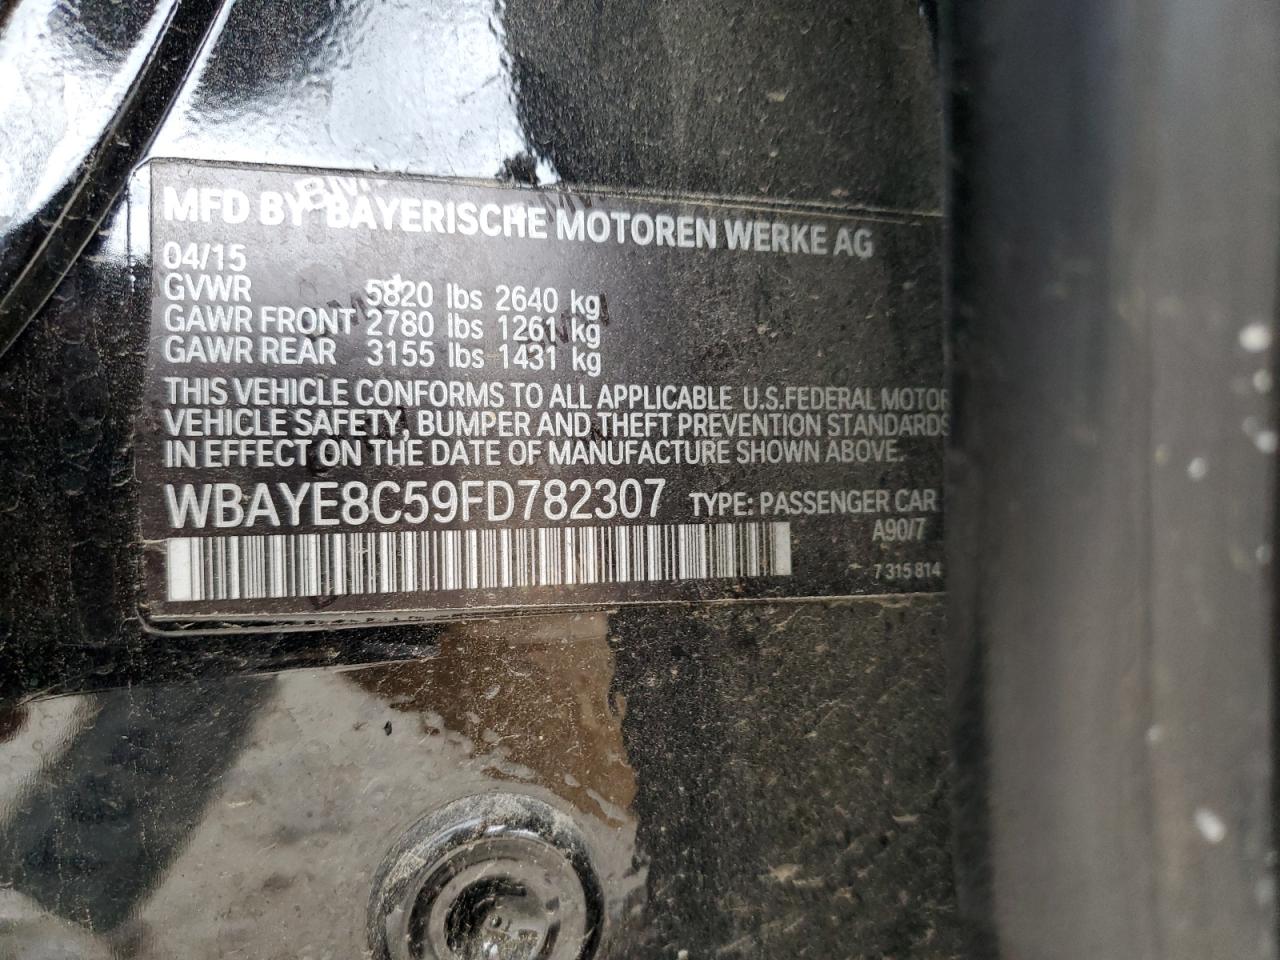 MFD BY BAYERISCHE MOTOREN WERKE AG
04/15
GVWR 5820 lbs 2640 kg
GAWR FRONT 2780 lbs 1261 kg
GAWR REAR 3155 lbs 1431 kg
THIS VEHICLE CONFORMS TO ALL APPLICABLE U.S.FEDERAL MOTOR
VEHICLE SAFETY, BUMPER AND THEFT PREVENTION STANDARDS
IN EFFECT ON THE DATE OF MANUFACTURE SHOWN ABOVE.
WBAYE8C59FD782307 TYPE: PASSENGER CAR
A90/7
7 315 814